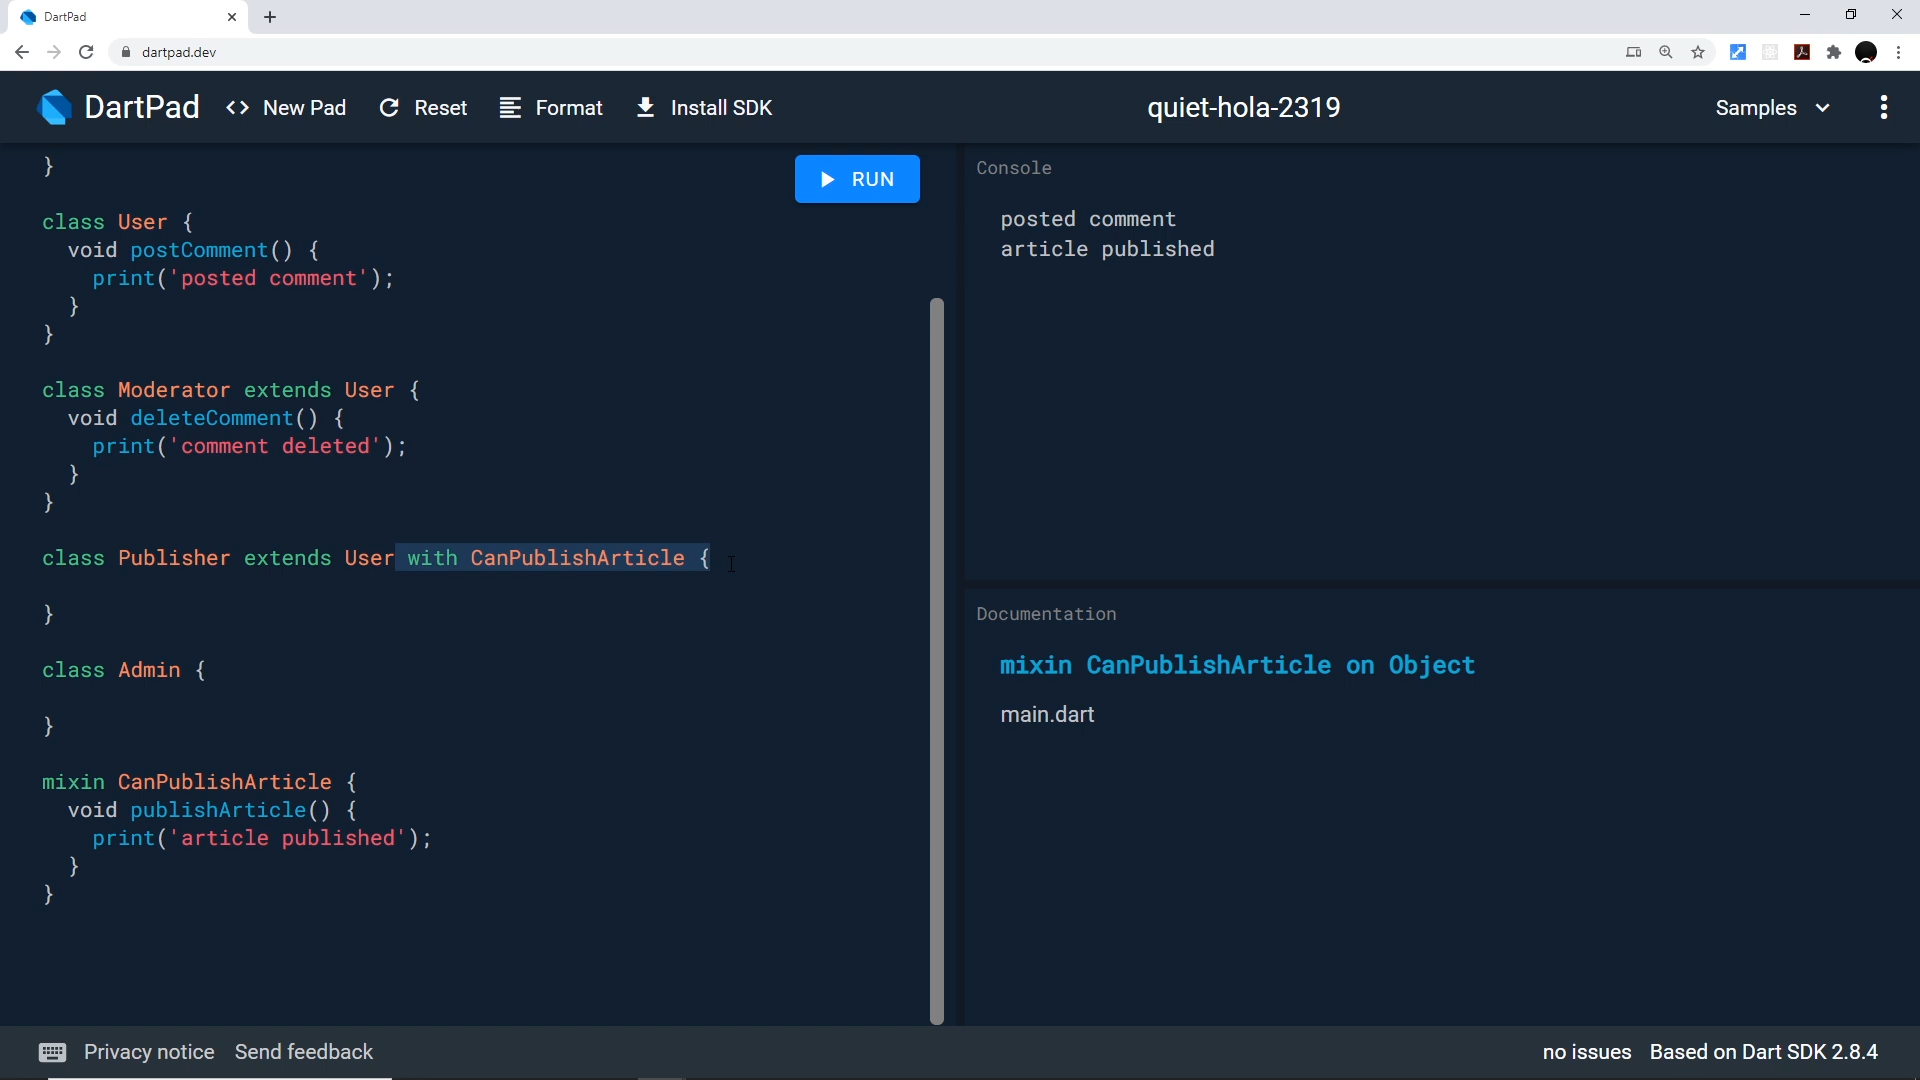 DartPad
dartpad.dev
DartPad
<> New Pad
Reset
Format
Install SDK
quiet-hola-2319
Samples
}
RUN
class User {
void postComment() {
print('posted comment');
}
}
class Moderator extends User {
void deleteComment() {
print('comment deleted');
}
}
class Publisher extends User with CanPublishArticle {
}
class Admin {
}
mixin CanPublishArticle {
void publishArticle() {
print('article published');
}
}
Console
posted comment
article published
Documentation
mixin CanPublishArticle on Object
main.dart
Privacy notice
Send feedback
no issues
Based on Dart SDK 2.8.4